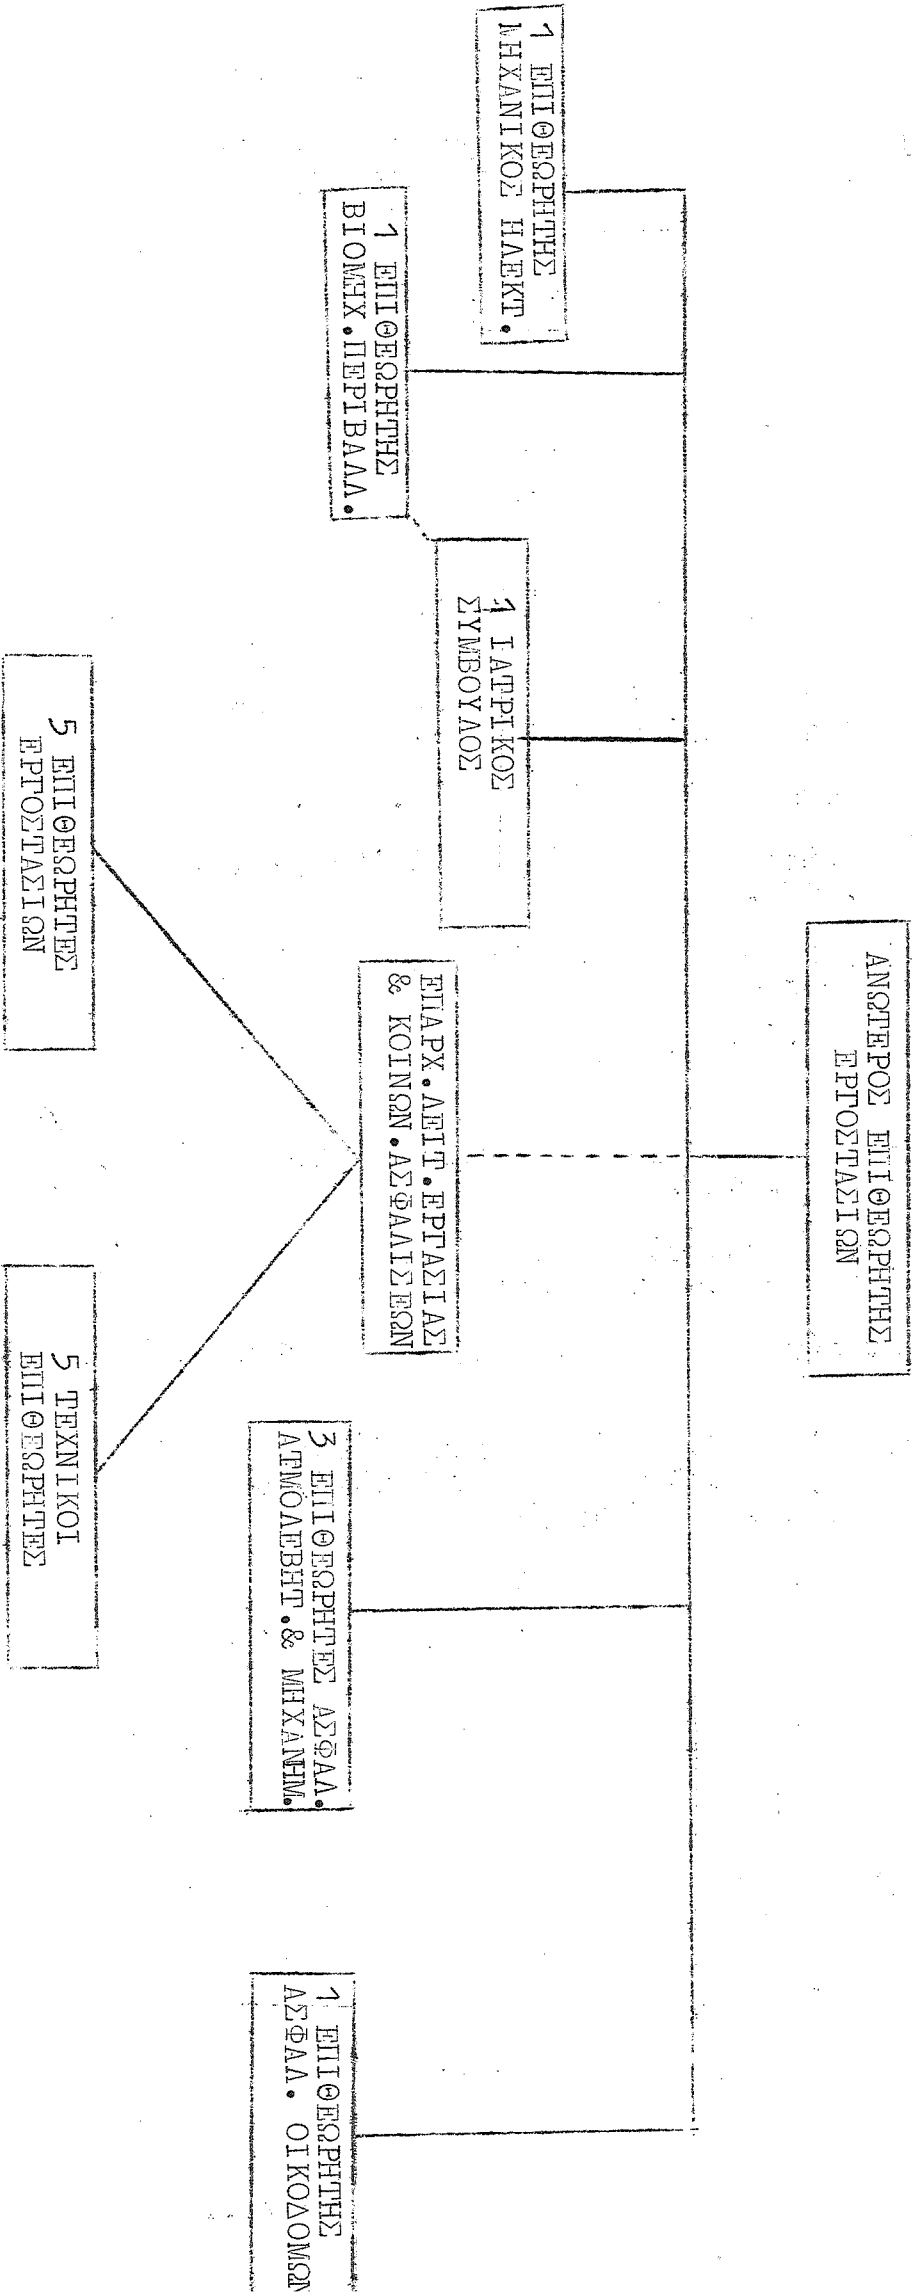 ΑΝΩΤΕΡΟΣ ΕΠΙΘΕΩΡΗΤΗΣ
ΕΡΓΟΣΤΑΣΙΩΝ
1 ΕΠΙΘΕΩΡΗΤΗΣ
ΜΗΧΑΝΙΚΟΣ ΗΛΕΚΤ.
1 ΕΠΙΘΕΩΡΗΤΗΣ
ΒΙΟΜΗΧ.ΠΕΡΙΒΑΛΛ.
1 ΙΑΤΡΙΚΟΣ
ΣΥΜΒΟΥΛΟΣ
ΕΠΑΡΧ.ΛΕΙΤ.ΕΡΓΑΣΙΑΣ
& ΚΟΙΝΩΝ.ΑΣΦΑΛΙΣΕΩΝ
3 ΕΠΙΘΕΩΡΗΤΕΣ ΑΣΦΑΛ.
ΑΤΜΟΛΕΒΗΤ.& ΜΗΧΑΝΗΜ.
1 ΕΠΙΘΕΩΡΗΤΗΣ
ΑΣΦΑΛ. ΟΙΚΟΔΟΜΩΝ
5 ΕΠΙΘΕΩΡΗΤΕΣ
ΕΡΓΟΣΤΑΣΙΩΝ
5 ΤΕΧΝΙΚΟΙ
ΕΠΙΘΕΩΡΗΤΕΣ